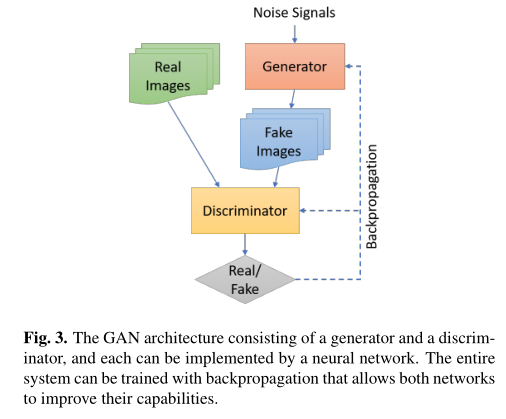 Noise Signals
Real
Images
Generator
Fake
Images
Backpropagation
Discriminator
Real/
Fake
Fig. 3. The GAN architecture consisting of a generator and a discrim-
inator, and each can be implemented by a neural network. The entire
system can be trained with backpropagation that allows both networks
to improve their capabilities.